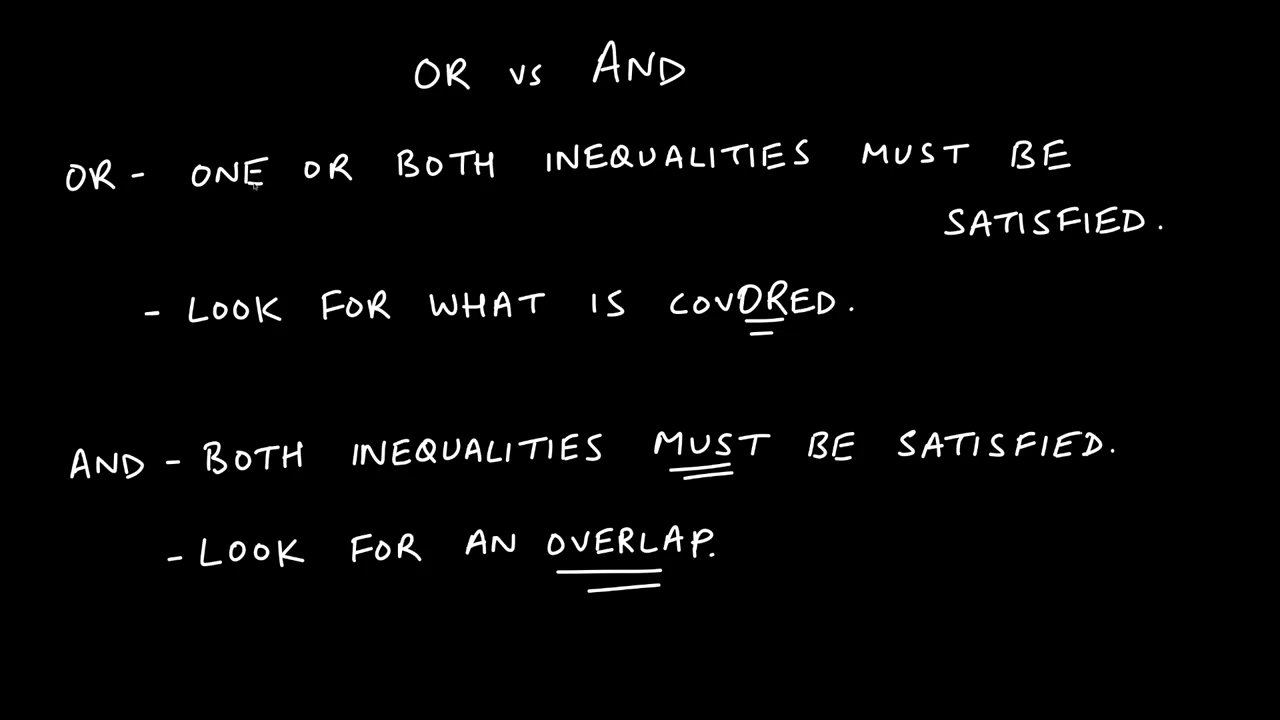 OR vs AND
OR - ONE OR BOTH INEQUALITIES MUST BE
SATISFIED.
- LOOK FOR WHAT IS COVORED.
AND - BOTH INEQUALITIES MUST BE SATISFIED.
- LOOK FOR AN OVERLAP.